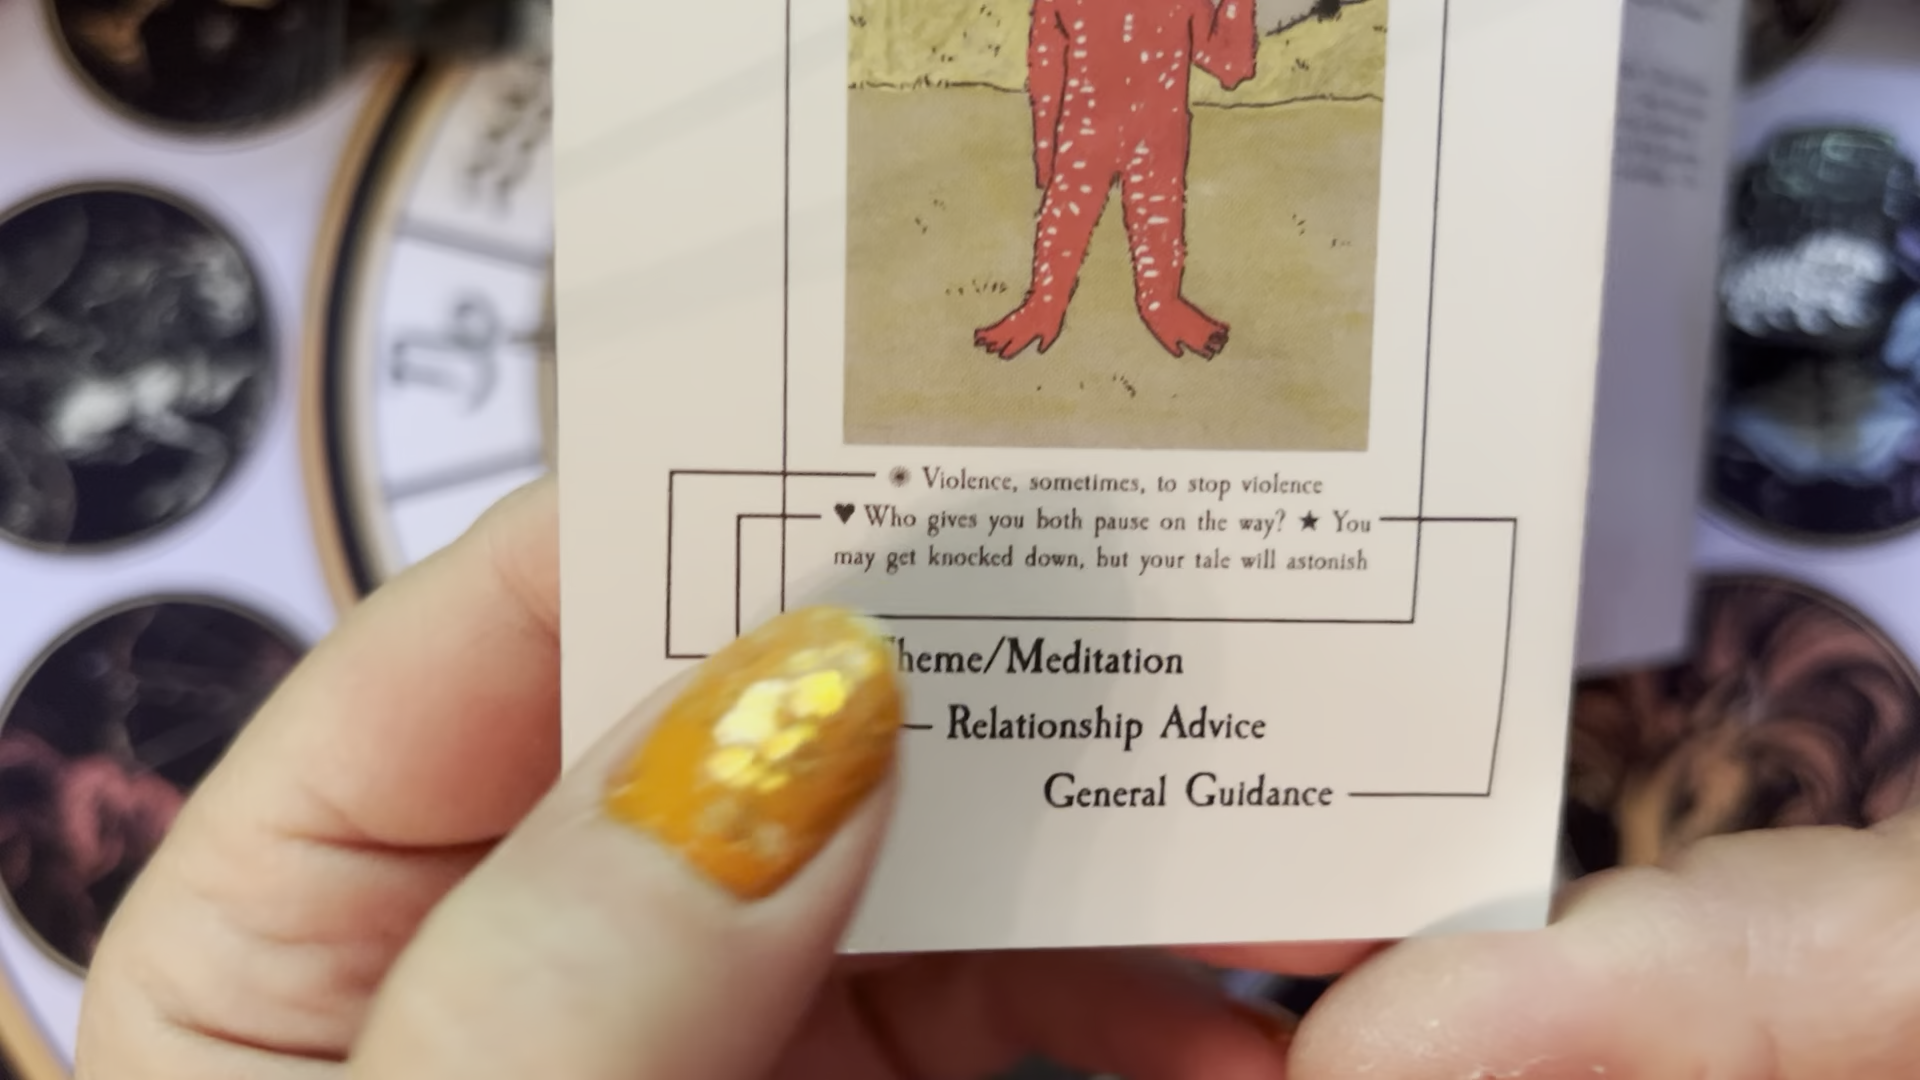 ✺ Violence, sometimes, to stop violence
♥ Who gives you both pause on the way? ★ You
may get knocked down, but your tale will astonish
heme/Meditation
Relationship Advice
General Guidance